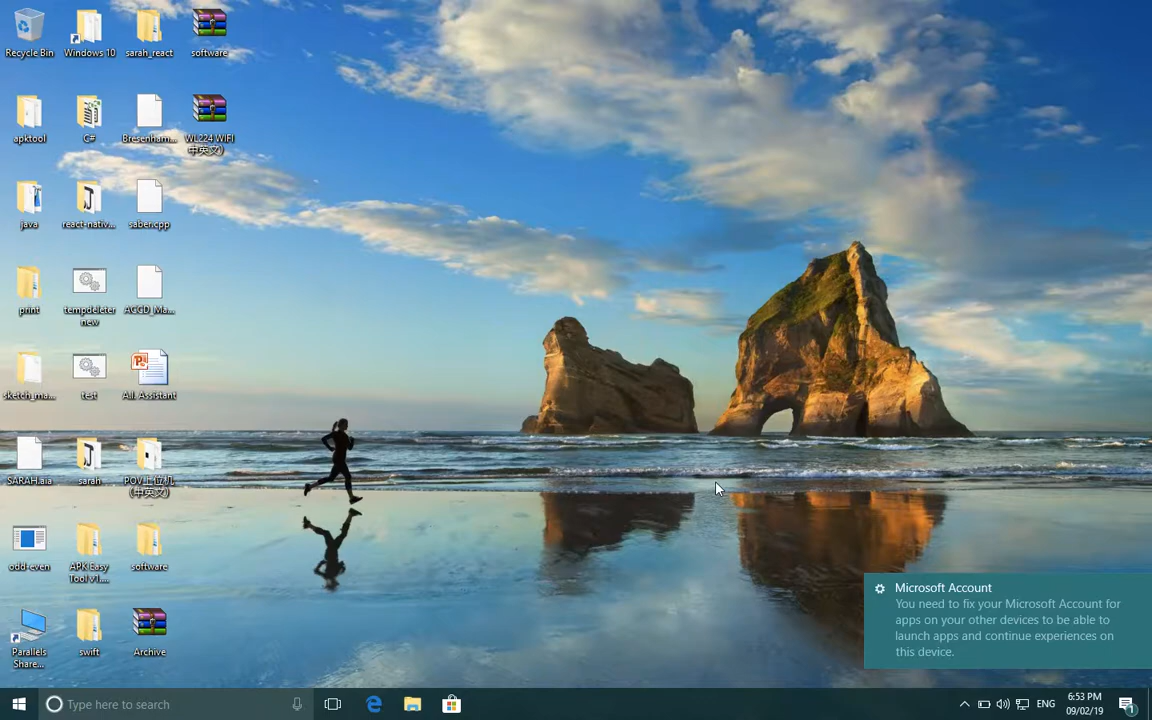 Recycle Bin
Windows 10
sarah_react
software
apktool
C#
Bresenham...
WL224 WIFI
中英文)
java
react-nativ...
saber.cpp
print
tempdeleter
new
ACGD_Ma...
sketch_ma...
test
All. Assistant
SARAH.aia
sarah
POV上位机
(中英文)
odd-even
APK Easy
Tool v1....
software
Parallels
Share...
swift
Archive
Microsoft Account
You need to fix your Microsoft Account for
apps on your other devices to be able to
launch apps and continue experiences on
this device.
Type here to search
ENG
6:53 PM
09/02/19
1